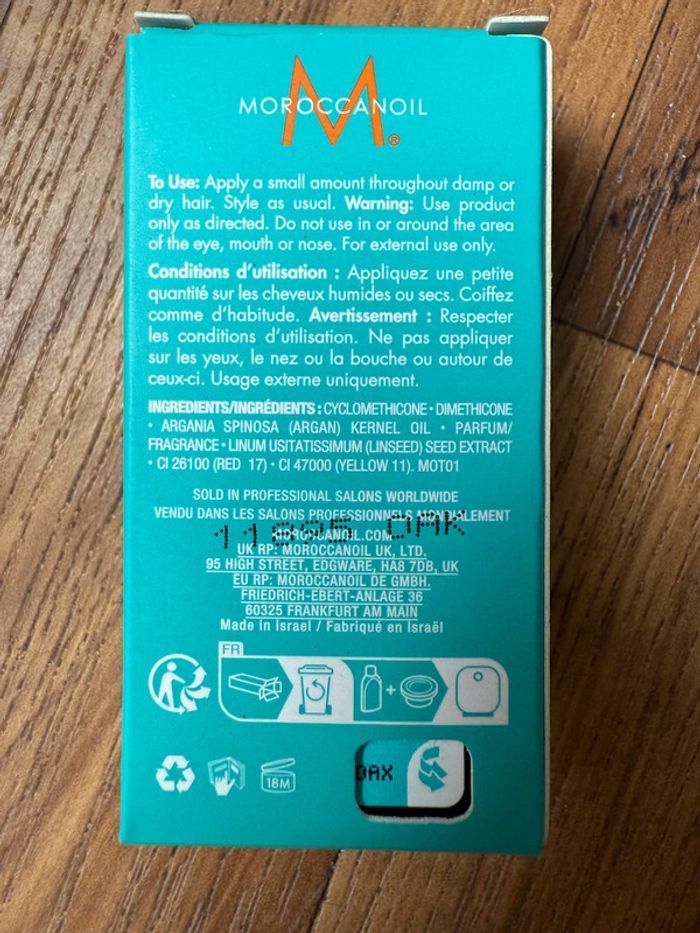 MOROCCANOIL
M®
To Use: Apply a small amount throughout damp or
dry hair. Style as usual. Warning: Use product
only as directed. Do not use in or around the area
of the eye, mouth or nose. For external use only.
Conditions d'utilisation : Appliquez une petite
quantité sur les cheveux humides ou secs. Coiffez
comme d'habitude. Avertissement : Respecter
les conditions d'utilisation. Ne pas appliquer
sur les yeux, le nez ou la bouche ou autour de
ceux-ci. Usage externe uniquement.
INGREDIENTS/INGRÉDIENTS : CYCLOMETHICONE • DIMETHICONE
• ARGANIA SPINOSA (ARGAN) KERNEL OIL • PARFUM/
FRAGRANCE • LINUM USITATISSIMUM (LINSEED) SEED EXTRACT
• CI 26100 (RED 17) • CI 47000 (YELLOW 11). MOT01
SOLD IN PROFESSIONAL SALONS WORLDWIDE
VENDU DANS LES SALONS PROFESSIONNELS MONDIALEMENT
MOROCCANOIL.COM
UK RP: MOROCCANOIL UK, LTD.
95 HIGH STREET, EDGWARE, HA8 7DB, UK
EU RP: MOROCCANOIL DE GMBH.
FRIEDRICH-EBERT-ANLAGE 36
60325 FRANKFURT AM MAIN
Made in Israel / Fabriqué en Israël
FR
18M